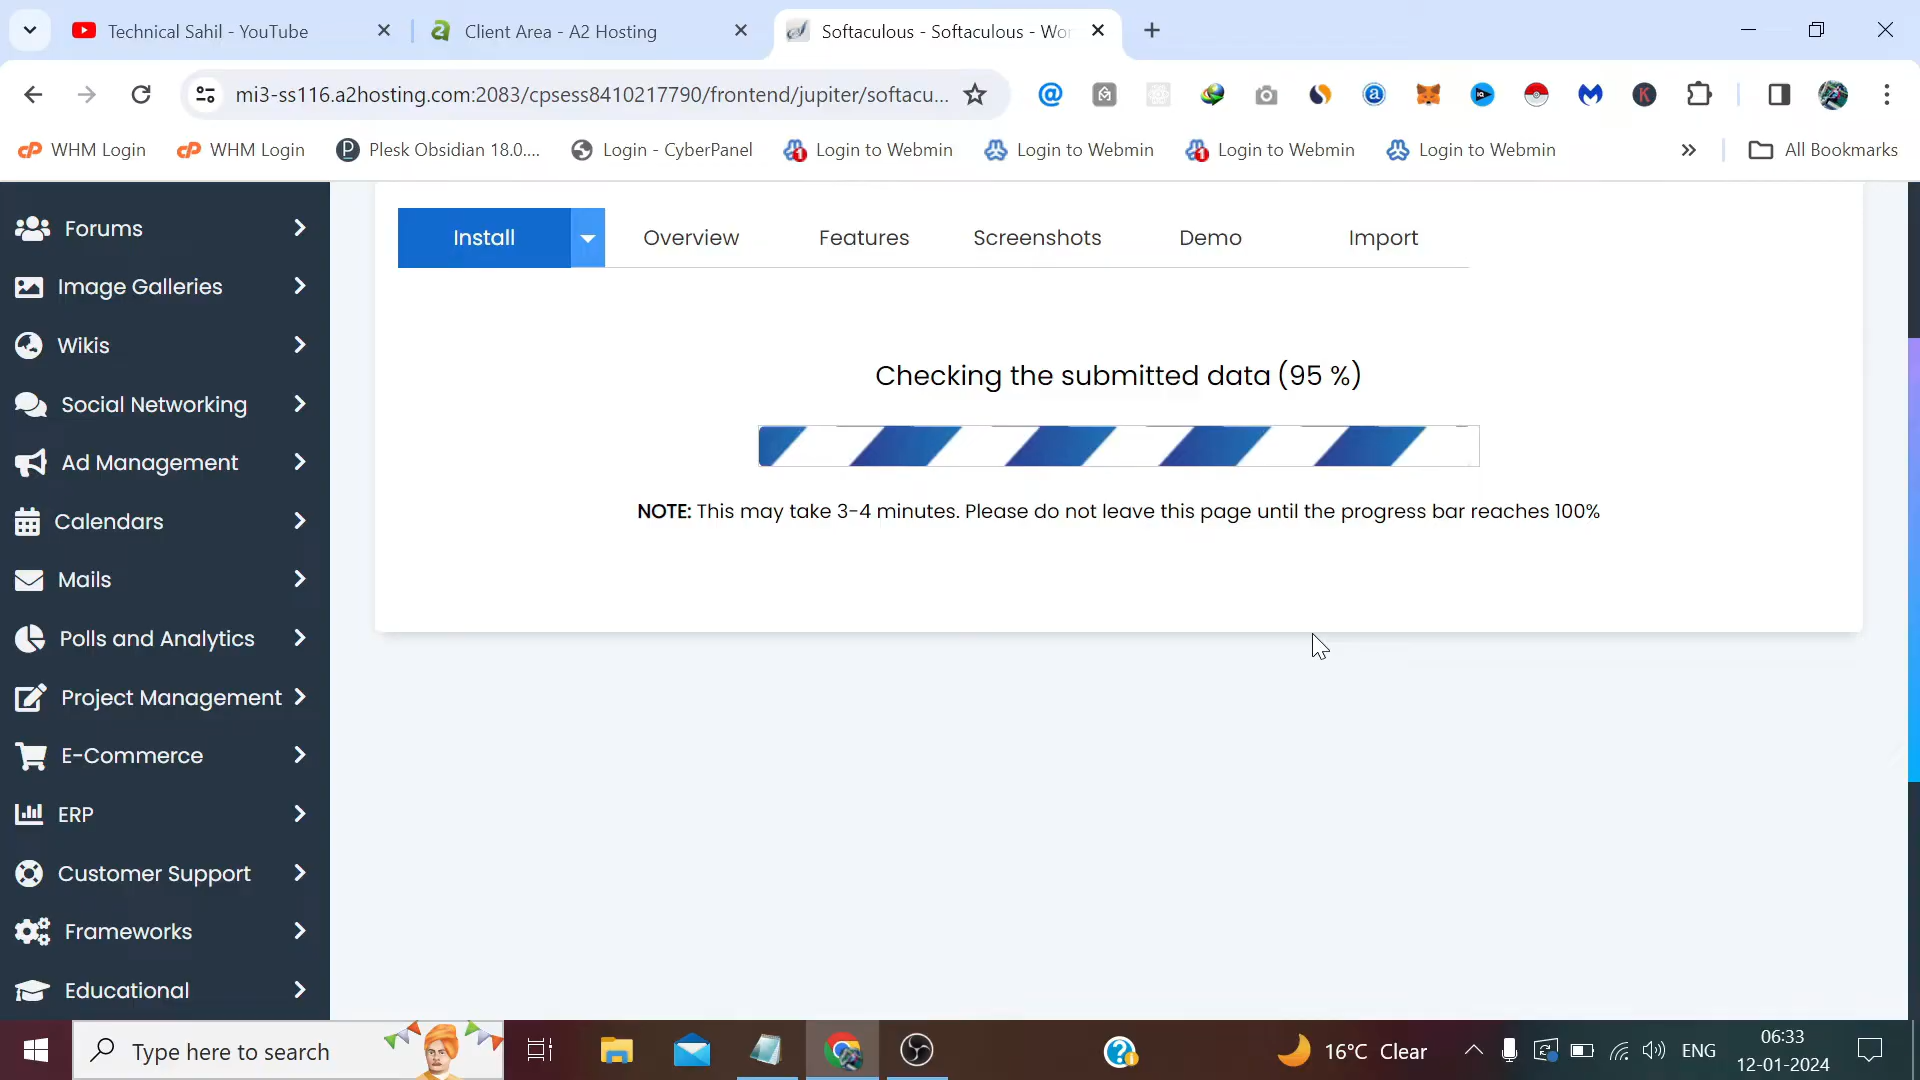 Technical Sahil - YouTube
Client Area - A2 Hosting
Softaculous - Softaculous - Wor
mi3-ss116.a2hosting.com:2083/cpsess8410217790/frontend/jupiter/softacu...
WHM Login
WHM Login
Plesk Obsidian 18.0....
Login - CyberPanel
Login to Webmin
Login to Webmin
Login to Webmin
Login to Webmin
All Bookmarks
Forums
Image Galleries
Wikis
Social Networking
Ad Management
Calendars
Mails
Polls and Analytics
Project Management
E-Commerce
ERP
Customer Support
Frameworks
Educational
Install
Overview
Features
Screenshots
Demo
Import
Checking the submitted data (95 %)
NOTE: This may take 3-4 minutes. Please do not leave this page until the progress bar reaches 100%
Type here to search
16°C Clear
ENG
06:33
12-01-2024